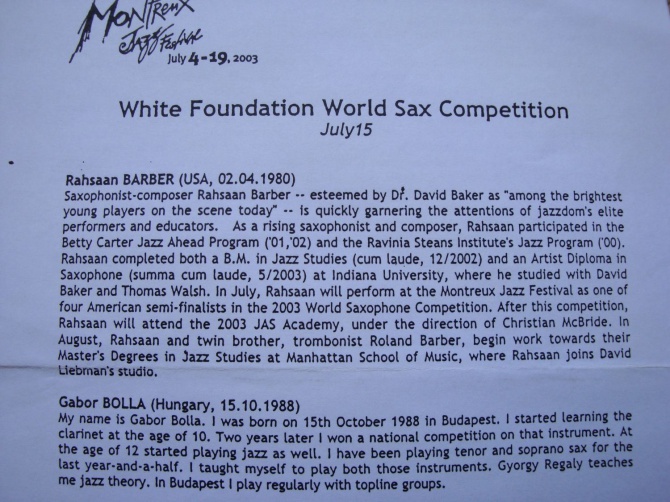 Montreux
Jazz Festival
July 4-19, 2003
White Foundation World Sax Competition
July15
Rahsaan BARBER (USA, 02.04.1980)
Saxophonist-composer Rahsaan Barber -- esteemed by Dr. David Baker as "among the brightest
young players on the scene today" -- is quickly garnering the attentions of jazzdom's elite
performers and educators.  As a rising saxophonist and composer, Rahsaan participated in the
Betty Carter Jazz Ahead Program ('01,'02) and the Ravinia Steans Institute's Jazz Program ('00).
Rahsaan completed both a B.M. in Jazz Studies (cum laude, 12/2002) and an Artist Diploma in
Saxophone (summa cum laude, 5/2003) at Indiana University, where he studied with David
Baker and Thomas Walsh. In July, Rahsaan will perform at the Montreux Jazz Festival as one of
four American semi-finalists in the 2003 World Saxophone Competition. After this competition,
Rahsaan will attend the 2003 JAS Academy, under the direction of Christian McBride. In
August, Rahsaan and twin brother, trombonist Roland Barber, begin work towards their
Master's Degrees in Jazz Studies at Manhattan School of Music, where Rahsaan joins David
Liebman's studio.
Gabor BOLLA (Hungary, 15.10.1988)
My name is Gabor Bolla. I was born on 15th October 1988 in Budapest. I started learning the
clarinet at the age of 10. Two years later I won a national competition on that instrument. At
the age of 12 started playing jazz as well. I have been playing tenor and soprano sax for the
last year-and-a-half. I taught myself to play both those instruments. Gyorgy Regaly teaches
me jazz theory. In Budapest I play regularly with topline groups.